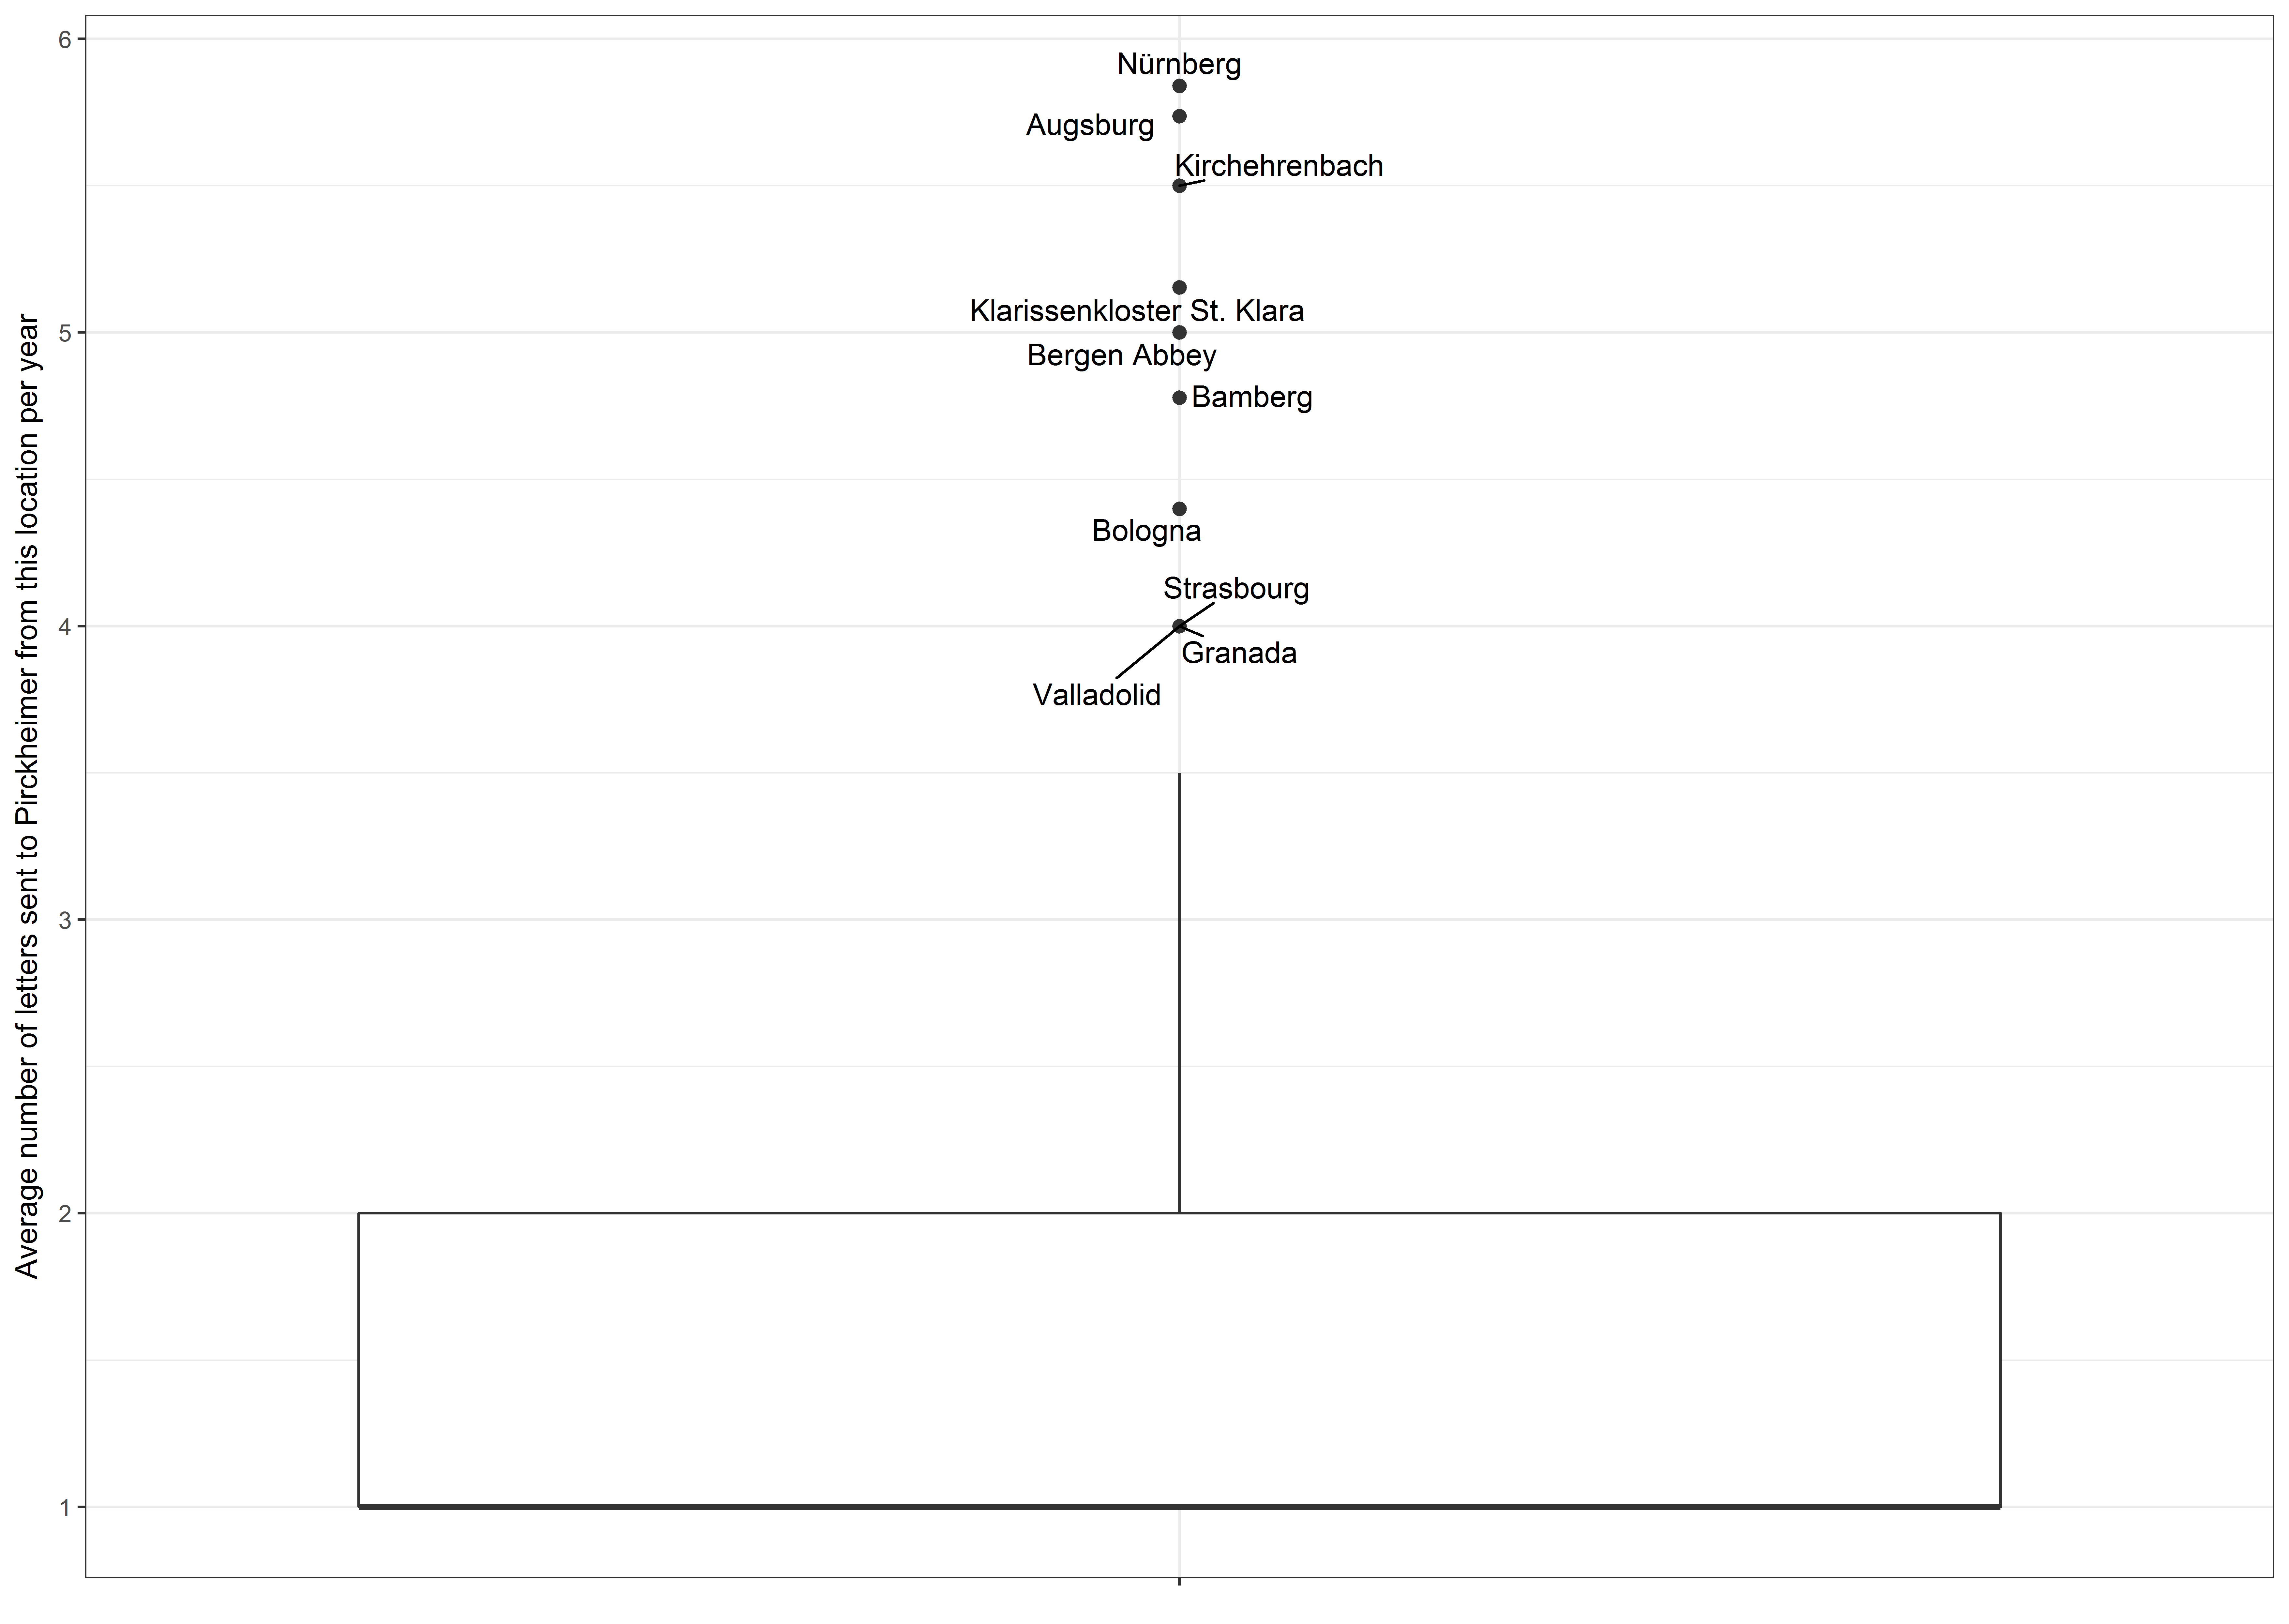 Average number of letters sent to Pirckheimer from this location per year
6
5
4
3
2
1
Nürnberg
Augsburg
Kirchehrenbach
Klarissenkloster St. Klara
Bergen Abbey
Bamberg
Bologna
Strasbourg
Granada
Valladolid